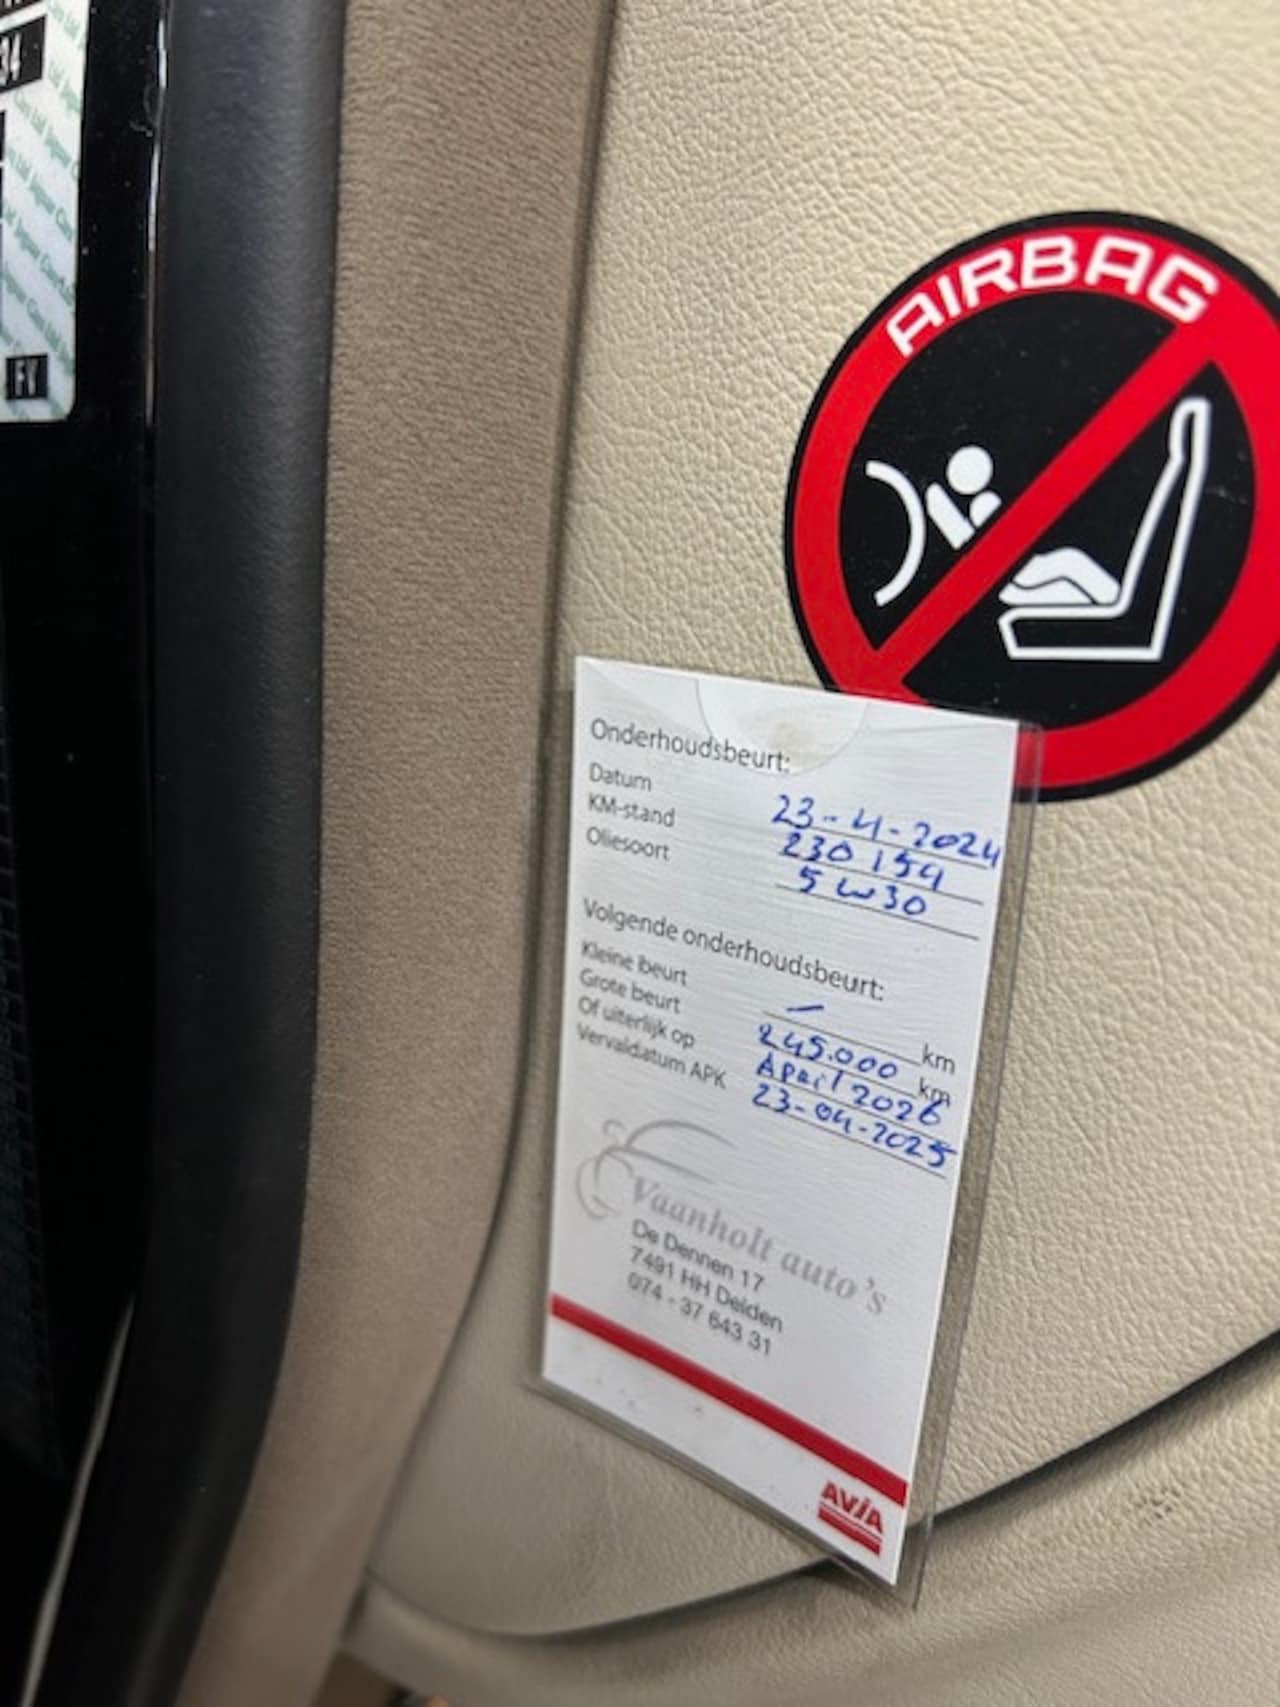 34
FY
AIRBAG
Onderhoudsbeurt:
Datum 23-4-2024
KM-stand 230 154
Oliesoort 5w30
Volgende onderhoudsbeurt:
Kleine beurt — km
Grote beurt 245.000 km
Of uiterlijk op April 2026
Vervaldatum APK 23-04-2025
Vaanholt auto's
De Dennen 17
7491 HH Delden
074 - 37 643 31
AVIA